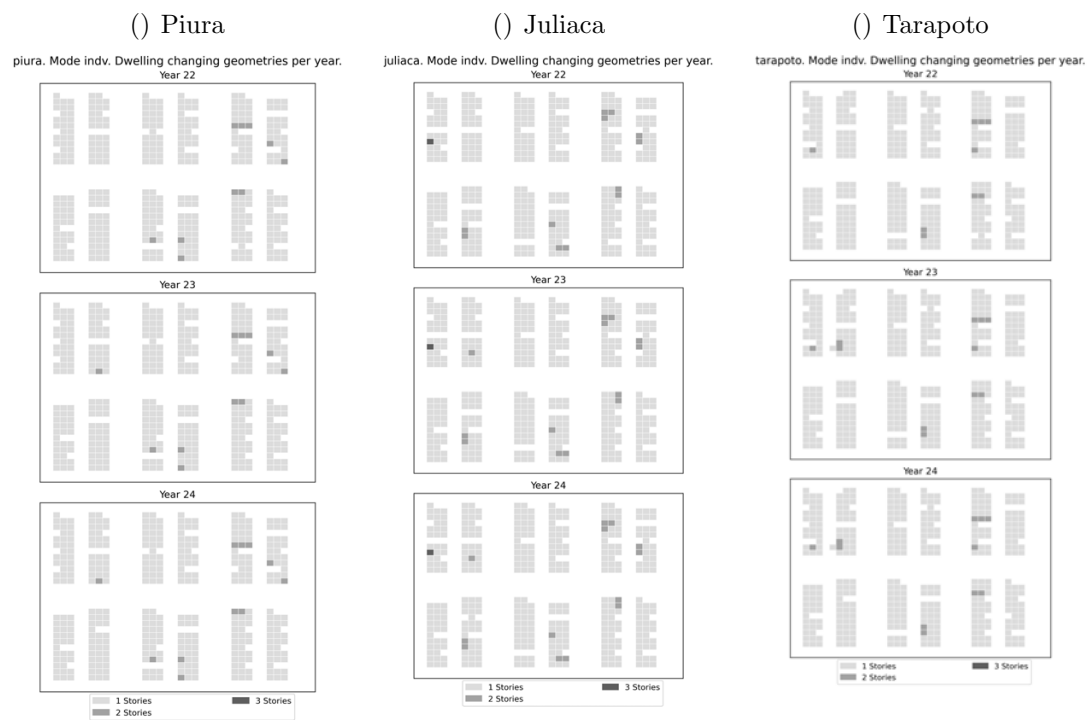 () Piura
piura. Mode indv. Dwelling changing geometries per year.
Year 22
Year 23
Year 24
1 Stories
2 Stories
3 Stories
() Juliaca
juliaca. Mode indv. Dwelling changing geometries per year.
Year 22
Year 23
Year 24
1 Stories
2 Stories
3 Stories
() Tarapoto
tarapoto. Mode indv. Dwelling changing geometries per year.
Year 22
Year 23
Year 24
1 Stories
2 Stories
3 Stories